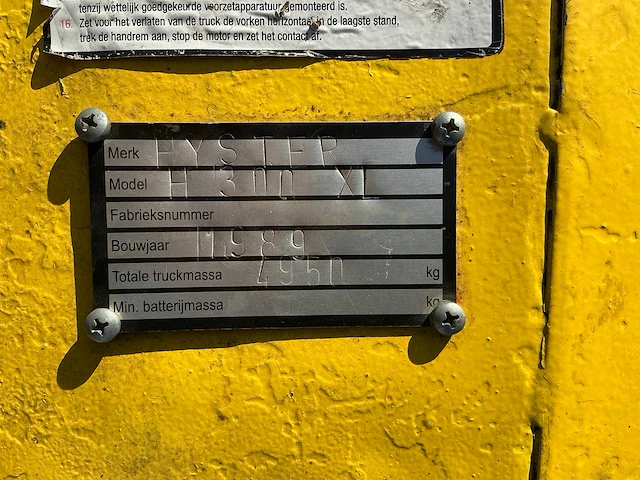 tenzij wettelijk goedgekeurde voorzetapparatuur gemonteerd is.
16. Zet voor het verlaten van de truck de vorken horizontaal in de laagste stand,
trek de handrem aan, stop de motor en zet het contact af.
Merk HYSTER
Model H 300 XL
Fabrieksnummer
Bouwjaar 1989
Totale truckmassa 4950 kg
Min. batterijmassa kg